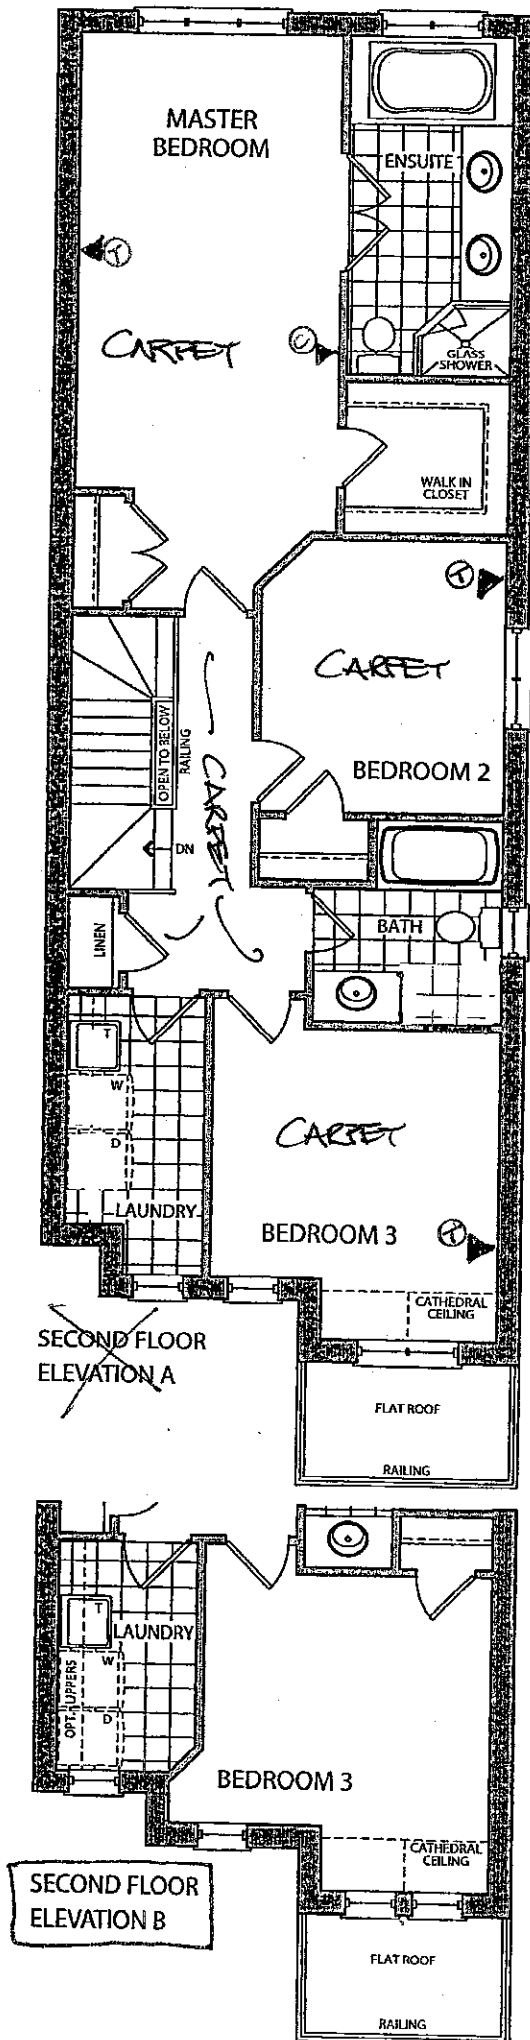 MASTER
BEDROOM
ENSUITE
T
CARPET
C
GLASS
SHOWER
WALK IN
CLOSET
T
CARPET
OPEN TO BELOW
RAILING
CARPET
BEDROOM 2
DN
LINEN
BATH
T
W
D
CARPET
LAUNDRY
BEDROOM 3
T
CATHEDRAL
CEILING
SECOND FLOOR
ELEVATION A
FLAT ROOF
RAILING
T
LAUNDRY
W
OPT. UPPERS
D
BEDROOM 3
CATHEDRAL
CEILING
SECOND FLOOR
ELEVATION B
FLAT ROOF
RAILING